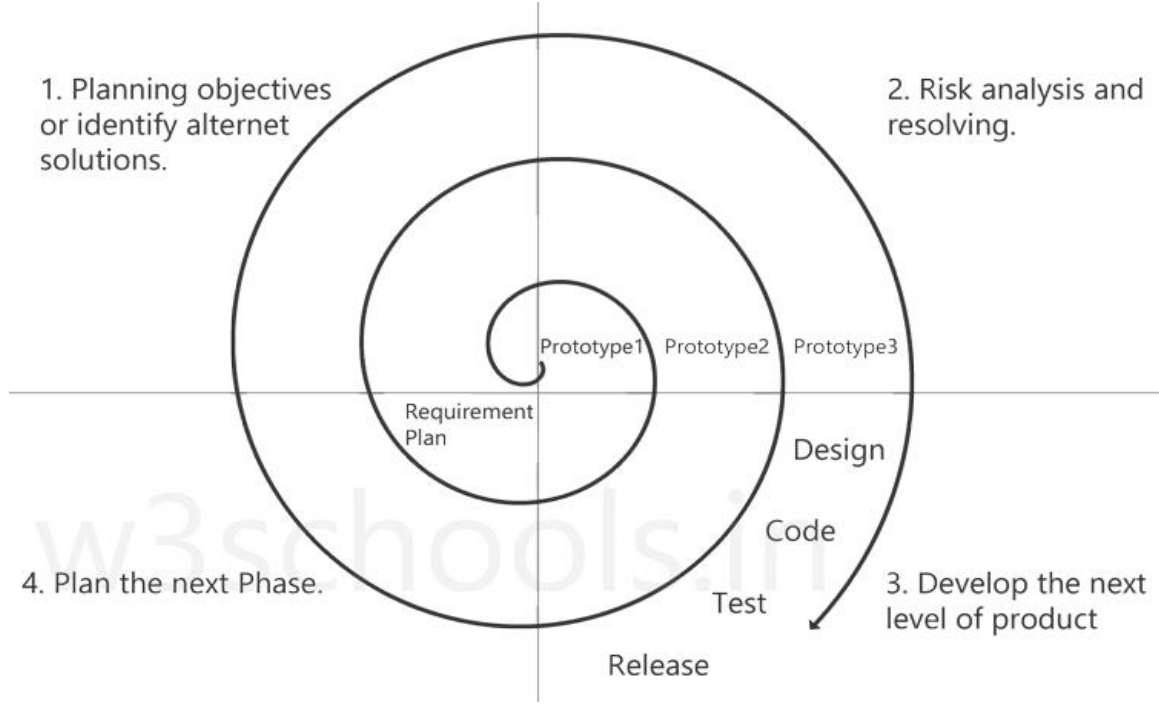 1. Planning objectives
or identify alternet
solutions.
2. Risk analysis and
resolving.
Prototype1
Prototype2
Prototype3
Requirement
Plan
Design
Code
Test
Release
w3schools.in
4. Plan the next Phase.
3. Develop the next
level of product